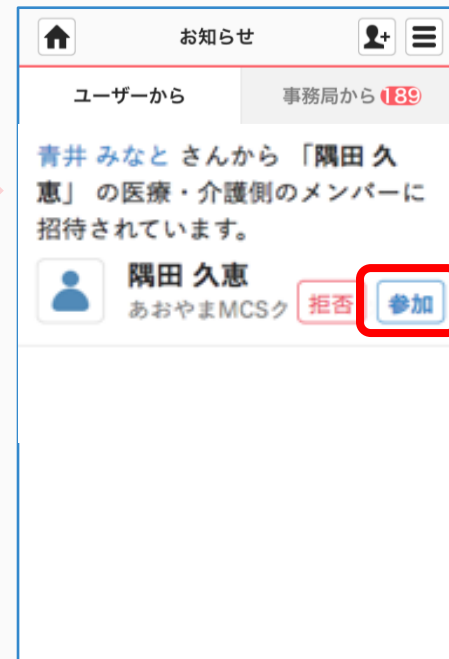 お知らせ
ユーザーから
事務局から 189
青井 みなと さんから 「隅田 久
恵」 の医療・介護側のメンバーに
招待されています。
隅田 久恵
あおやまMCSク
拒否
参加